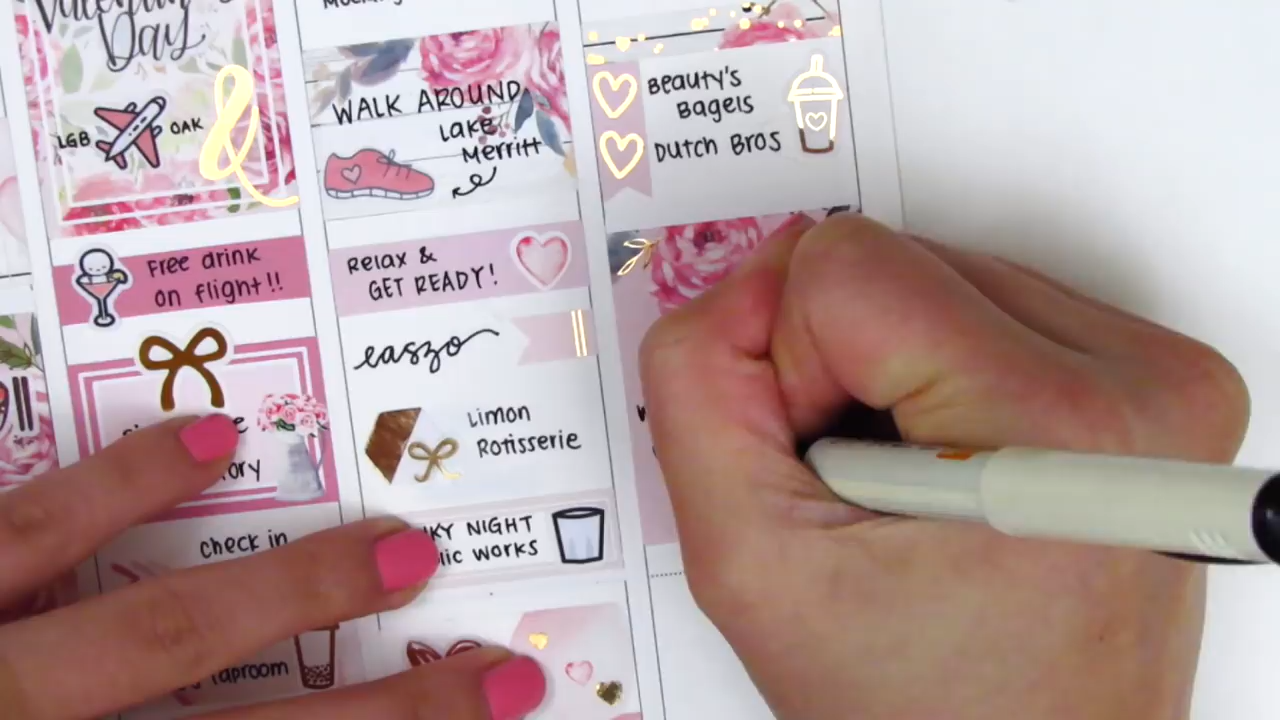 Valentine's
Day
LGB
OAK
&
Free drink
on flight!!
check in
Taproom
WALK AROUND
Lake
Merritt
Relax &
GET READY!
easzo
Limon
Rotisserie
NIGHT
works
Beauty's
Bagels
Dutch Bros